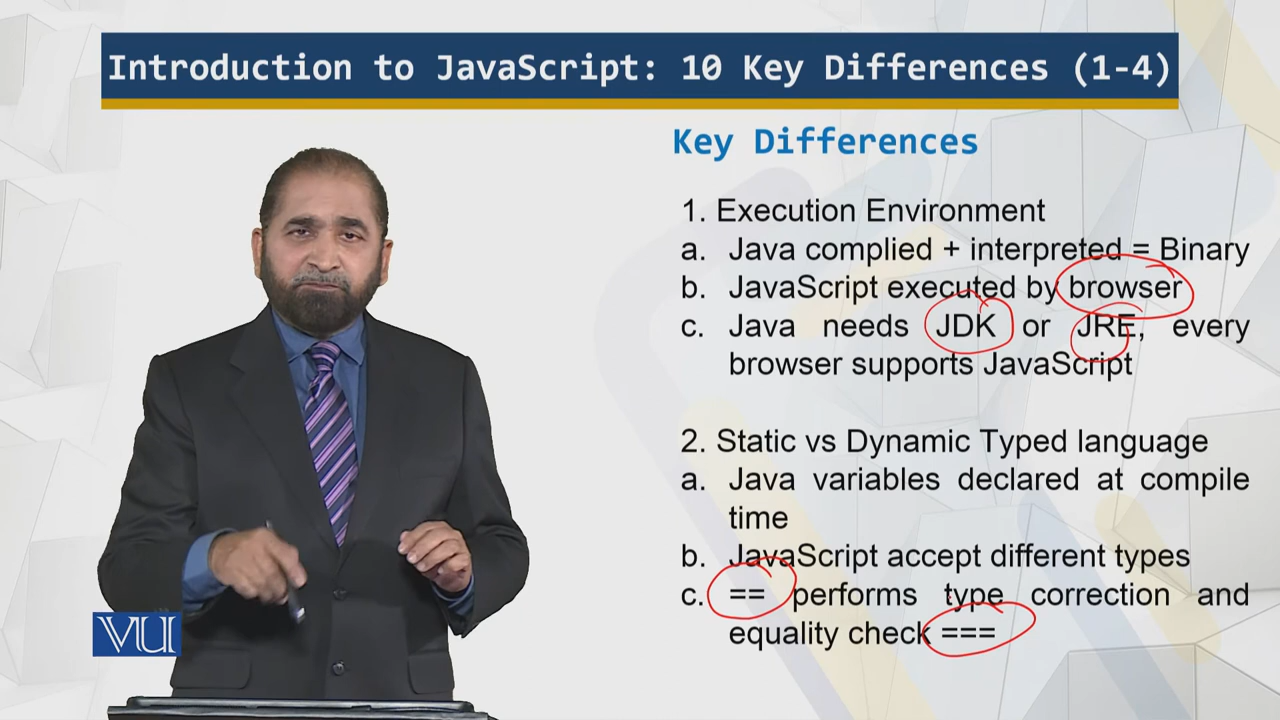 Introduction to JavaScript: 10 Key Differences (1-4)
Key Differences
1. Execution Environment
a. Java complied + interpreted = Binary
b. JavaScript executed by browser
c. Java needs JDK or JRE, every
browser supports JavaScript
2. Static vs Dynamic Typed language
a. Java variables declared at compile
time
b. JavaScript accept different types
c. == performs type correction and
equality check ===
VU